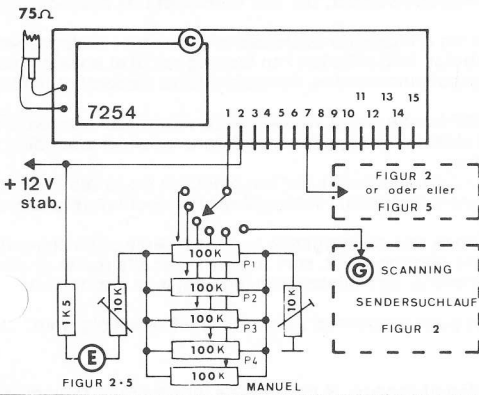 75Ω
C
7254
1 2 3 4 5 6 7 8 9 10 11 12 13 14 15
+ 12 V
stab.
FIGUR 2
or oder eller
FIGUR 5
100K
P1
100K
P2
100K
P3
100K
P4
100K
1K5
10K
10K
E
FIGUR 2-5
MANUEL
G
SCANNING
SENDERSUCHLAUF
FIGUR 2